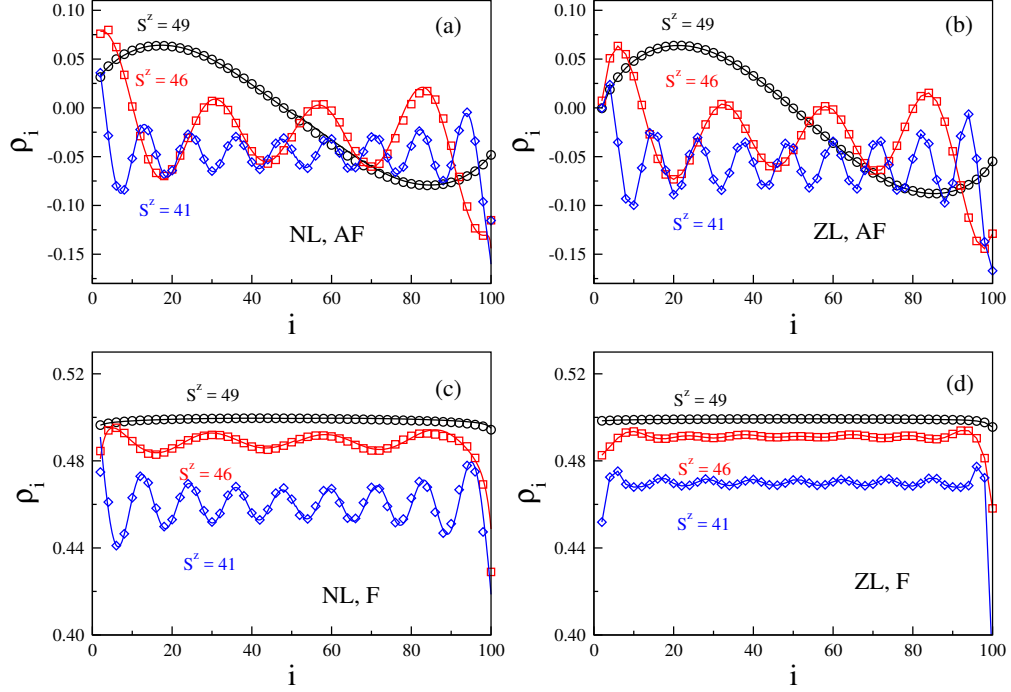 0.10
0.05
0.00
-0.05
-0.10
-0.15
ρi
S^z = 49
S^z = 46
S^z = 41
(a)
NL, AF
0 20 40 60 80 100
i
0.10
0.05
0.00
-0.05
-0.10
-0.15
ρi
S^z = 49
S^z = 46
S^z = 41
(b)
ZL, AF
0 20 40 60 80 100
i
0.52
0.48
0.44
0.40
ρi
S^z = 49
S^z = 46
S^z = 41
(c)
NL, F
0 20 40 60 80 100
i
0.52
0.48
0.44
0.40
ρi
S^z = 49
S^z = 46
S^z = 41
(d)
ZL, F
0 20 40 60 80 100
i